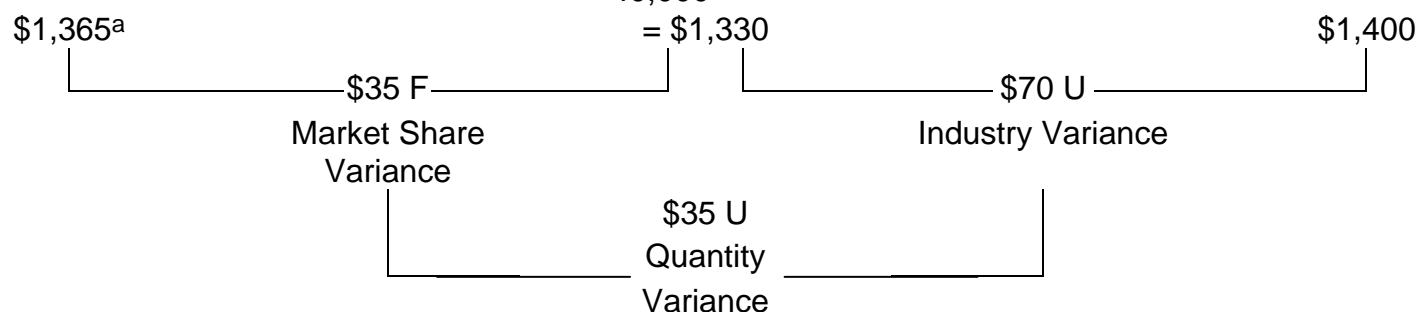 $1,365a = $1,330 $1,400
$35 F $70 U
Market Share Industry Variance
Variance
$35 U
Quantity
Variance